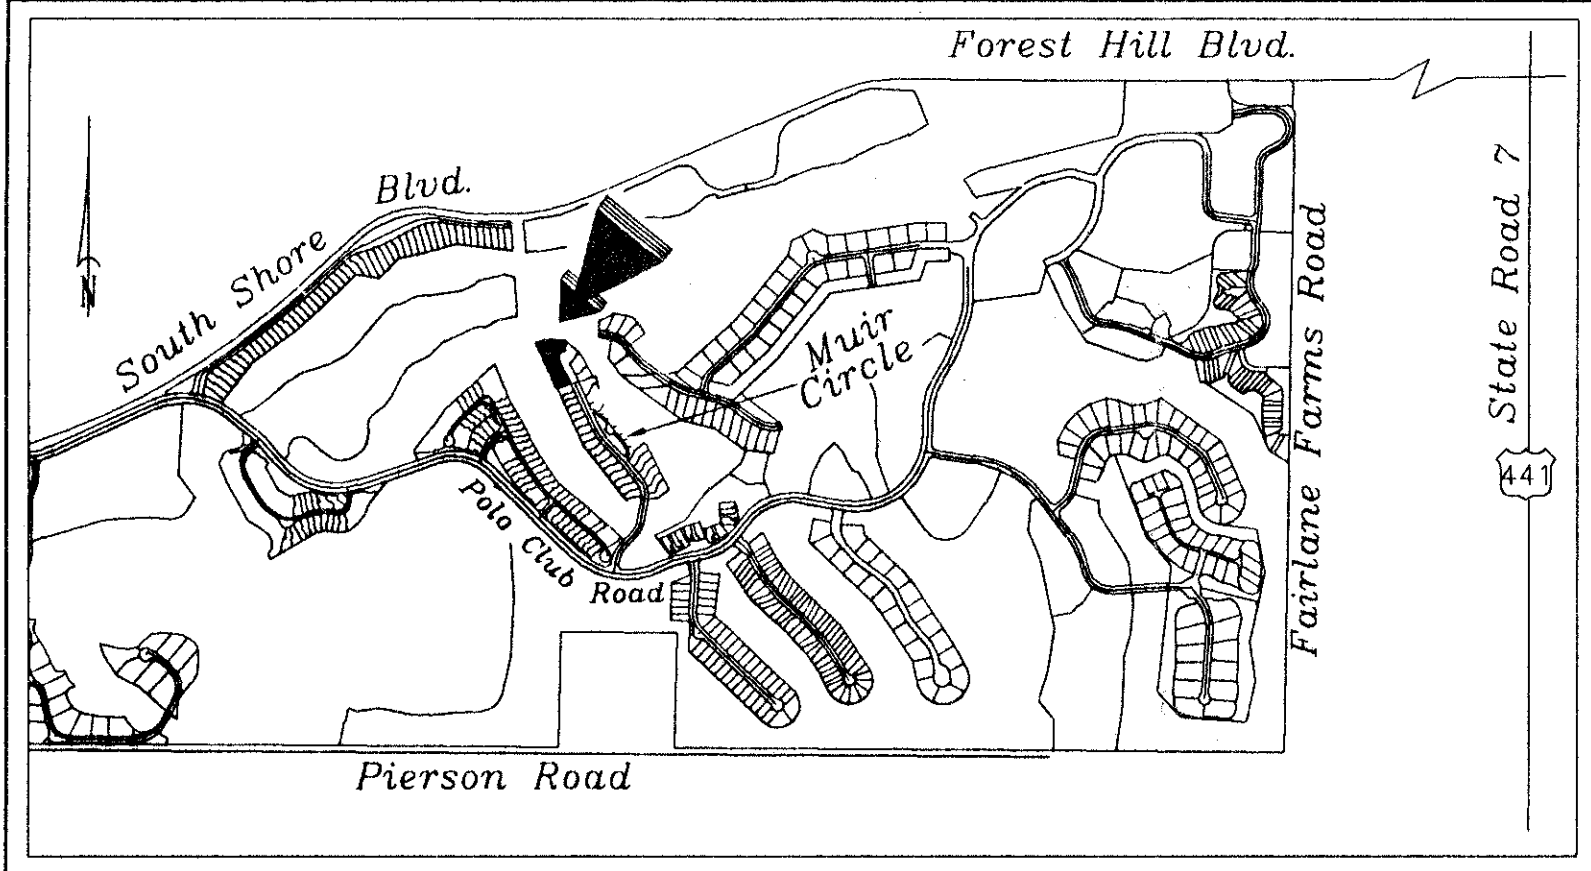 Forest Hill Blvd.
South Shore Blvd.
N
Muir
Circle
Polo Club Road
Fairlane Farms Road
State Road 7
441
Pierson Road